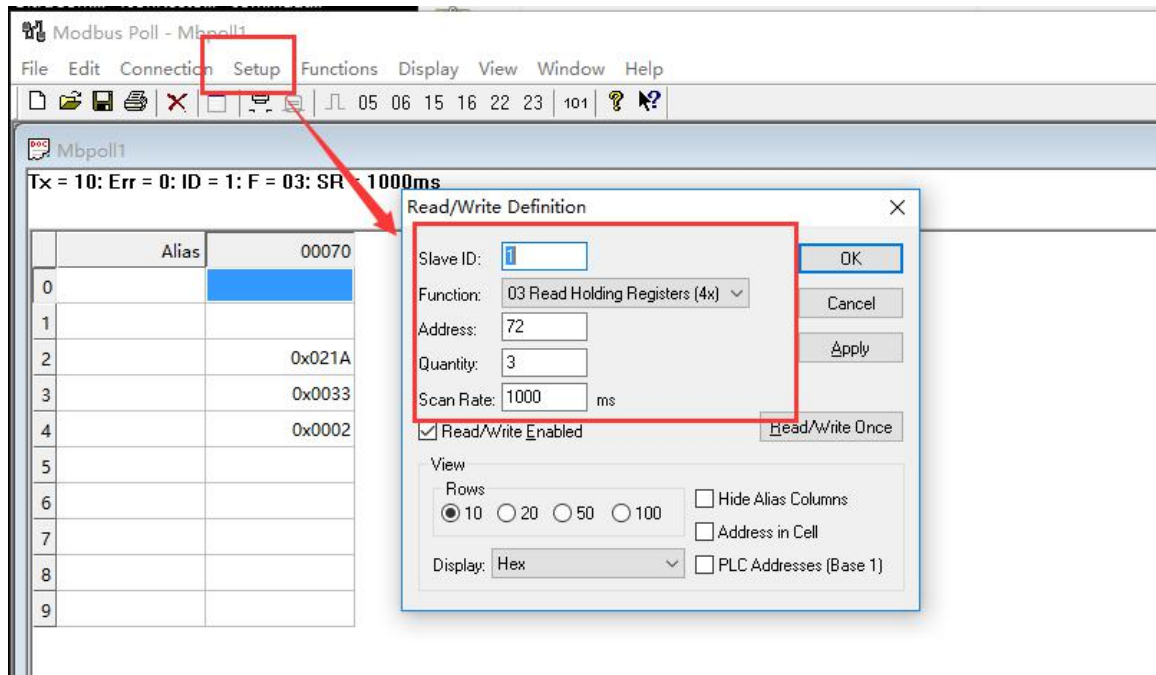 Modbus Poll - Mbpoll1
File Edit Connection Setup Functions Display View Window Help
05 06 15 16 22 23 101
Mbpoll1
Tx = 10: Err = 0: ID = 1: F = 03: SR = 1000ms
Alias 00070
0
1
2 0x021A
3 0x0033
4 0x0002
5
6
7
8
9
Read/Write Definition
Slave ID: 1
OK
Function: 03 Read Holding Registers (4x)
Cancel
Address: 72
Apply
Quantity: 3
Scan Rate: 1000 ms
Read/Write Enabled
Read/Write Once
View
Rows
10 20 50 100
Hide Alias Columns
Address in Cell
Display: Hex
PLC Addresses (Base 1)